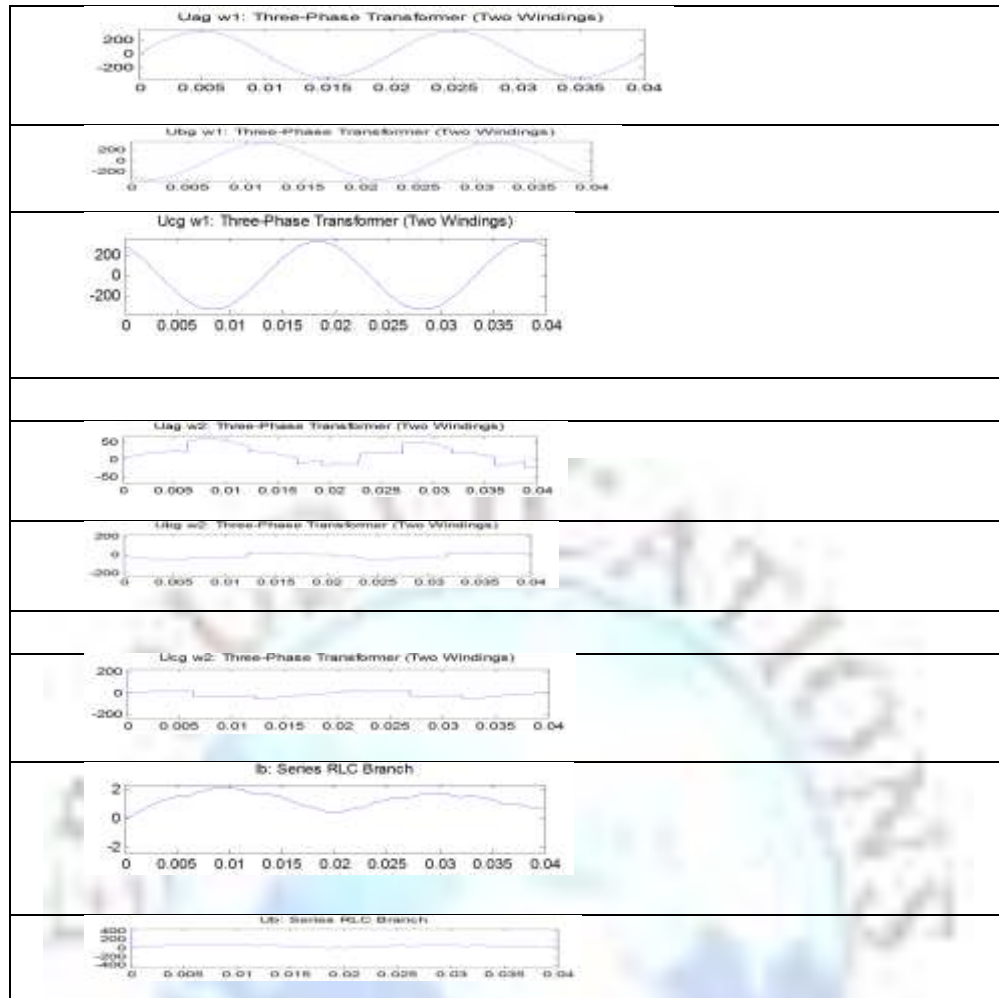 Uag w1: Three-Phase Transformer (Two Windings)
200
0
-200
0 0.005 0.01 0.015 0.02 0.025 0.03 0.035 0.04
Ubg w1: Three-Phase Transformer (Two Windings)
200
0
-200
0 0.005 0.01 0.015 0.02 0.025 0.03 0.035 0.04
Ucg w1: Three-Phase Transformer (Two Windings)
200
0
-200
0 0.005 0.01 0.015 0.02 0.025 0.03 0.035 0.04
Uag w2: Three-Phase Transformer (Two Windings)
50
0
-50
0 0.005 0.01 0.015 0.02 0.025 0.03 0.035 0.04
Ubg w2: Three-Phase Transformer (Two Windings)
200
0
-200
0 0.005 0.01 0.015 0.02 0.025 0.03 0.035 0.04
Ucg w2: Three-Phase Transformer (Two Windings)
200
0
-200
0 0.005 0.01 0.015 0.02 0.025 0.03 0.035 0.04
Ib: Series RLC Branch
2
0
-2
0 0.005 0.01 0.015 0.02 0.025 0.03 0.035 0.04
Ub: Series RLC Branch
400
200
0
-200
-400
0 0.005 0.01 0.015 0.02 0.025 0.03 0.035 0.04